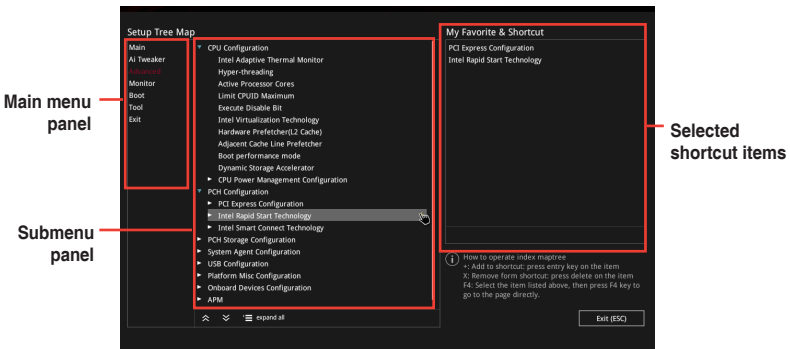 Setup Tree Map
Main
Ai Tweaker
Advanced
Monitor
Boot
Tool
Exit
CPU Configuration
Intel Adaptive Thermal Monitor
Hyper-threading
Active Processor Cores
Limit CPUID Maximum
Execute Disable Bit
Intel Virtualization Technology
Hardware Prefetcher(L2 Cache)
Adjacent Cache Line Prefetcher
Boot performance mode
Dynamic Storage Accelerator
CPU Power Management Configuration
PCH Configuration
PCI Express Configuration
Intel Rapid Start Technology
Intel Smart Connect Technology
PCH Storage Configuration
System Agent Configuration
USB Configuration
Platform Misc Configuration
Onboard Devices Configuration
APM
expand all
My Favorite & Shortcut
PCI Express Configuration
Intel Rapid Start Technology
How to operate index maptree
+: Add to shortcut: press entry key on the item
X: Remove form shortcut: press delete on the item
F4: Select the item listed above, then press F4 key to
go to the page directly.
Exit (ESC)
Main menu
panel
Submenu
panel
Selected
shortcut items